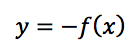 y = −f(x)